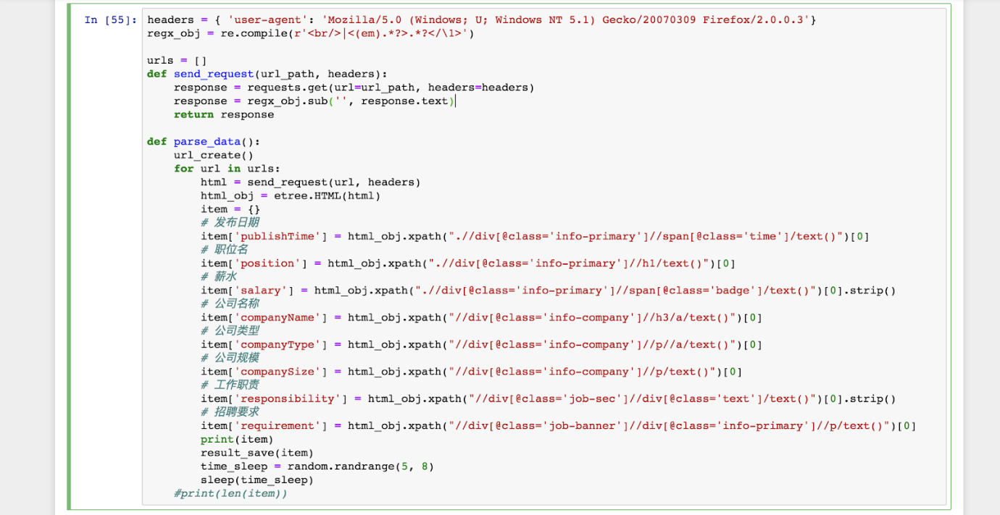 In [55]: headers = { 'user-agent': 'Mozilla/5.0 (Windows; U; Windows NT 5.1) Gecko/20070309 Firefox/2.0.0.3'}
regx_obj = re.compile(r'<br/>|<(em).*?>.*?</\1>')

urls = []
def send_request(url_path, headers):
    response = requests.get(url=url_path, headers=headers)
    response = regx_obj.sub('', response.text)
    return response

def parse_data():
    url_create()
    for url in urls:
        html = send_request(url, headers)
        html_obj = etree.HTML(html)
        item = {}
        # 发布日期
        item['publishTime'] = html_obj.xpath(".//div[@class='info-primary']//span[@class='time']/text()")[0]
        # 职位名
        item['position'] = html_obj.xpath(".//div[@class='info-primary']//h1/text()")[0]
        # 薪水
        item['salary'] = html_obj.xpath(".//div[@class='info-primary']//span[@class='badge']/text()")[0].strip()
        # 公司名称
        item['companyName'] = html_obj.xpath("//div[@class='info-company']//h3/a/text()")[0]
        # 公司类型
        item['companyType'] = html_obj.xpath("//div[@class='info-company']//p//a/text()")[0]
        # 公司规模
        item['companySize'] = html_obj.xpath("//div[@class='info-company']//p/text()")[0]
        # 工作职责
        item['responsibility'] = html_obj.xpath("//div[@class='job-sec']//div[@class='text']/text()")[0].strip()
        # 招聘要求
        item['requirement'] = html_obj.xpath("//div[@class='job-banner']//div[@class='info-primary']//p/text()")[0]
        print(item)
        result_save(item)
        time_sleep = random.randrange(5, 8)
        sleep(time_sleep)
    #print(len(item))